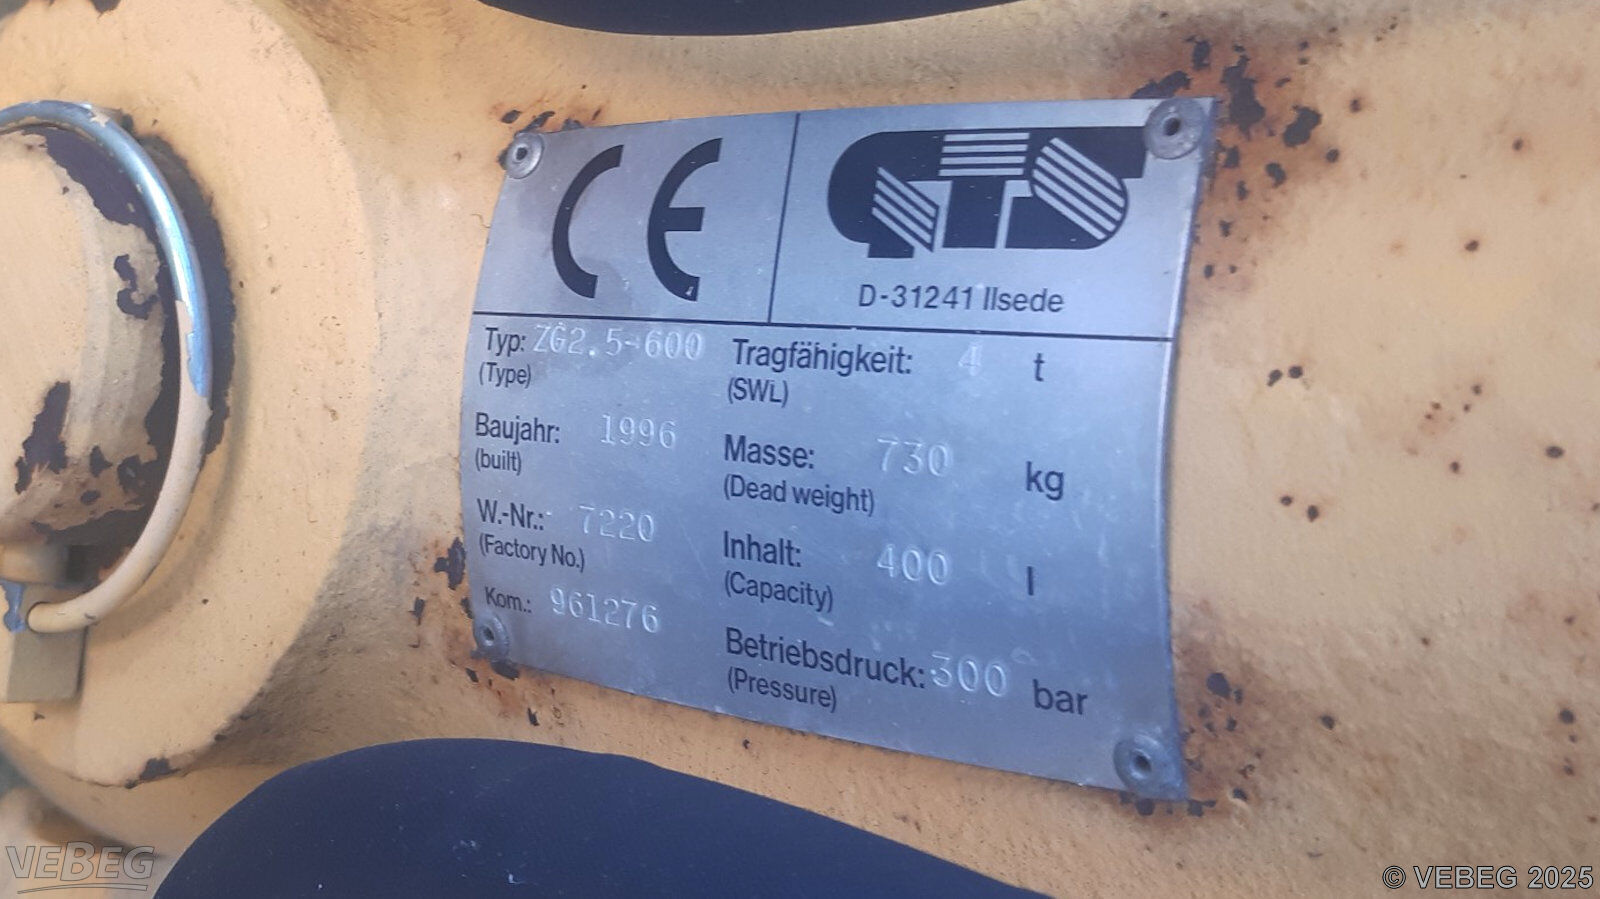 CE
GTS
D-31241 Ilsede
Typ: ZG2.5-600
(Type)
Tragfähigkeit: 4 t
(SWL)
Baujahr: 1996
(built)
Masse: 730 kg
(Dead weight)
W.-Nr.: 7220
(Factory No.)
Inhalt: 400 l
(Capacity)
Kom.: 961276
Betriebsdruck: 300 bar
(Pressure)
VEBEG
© VEBEG 2025